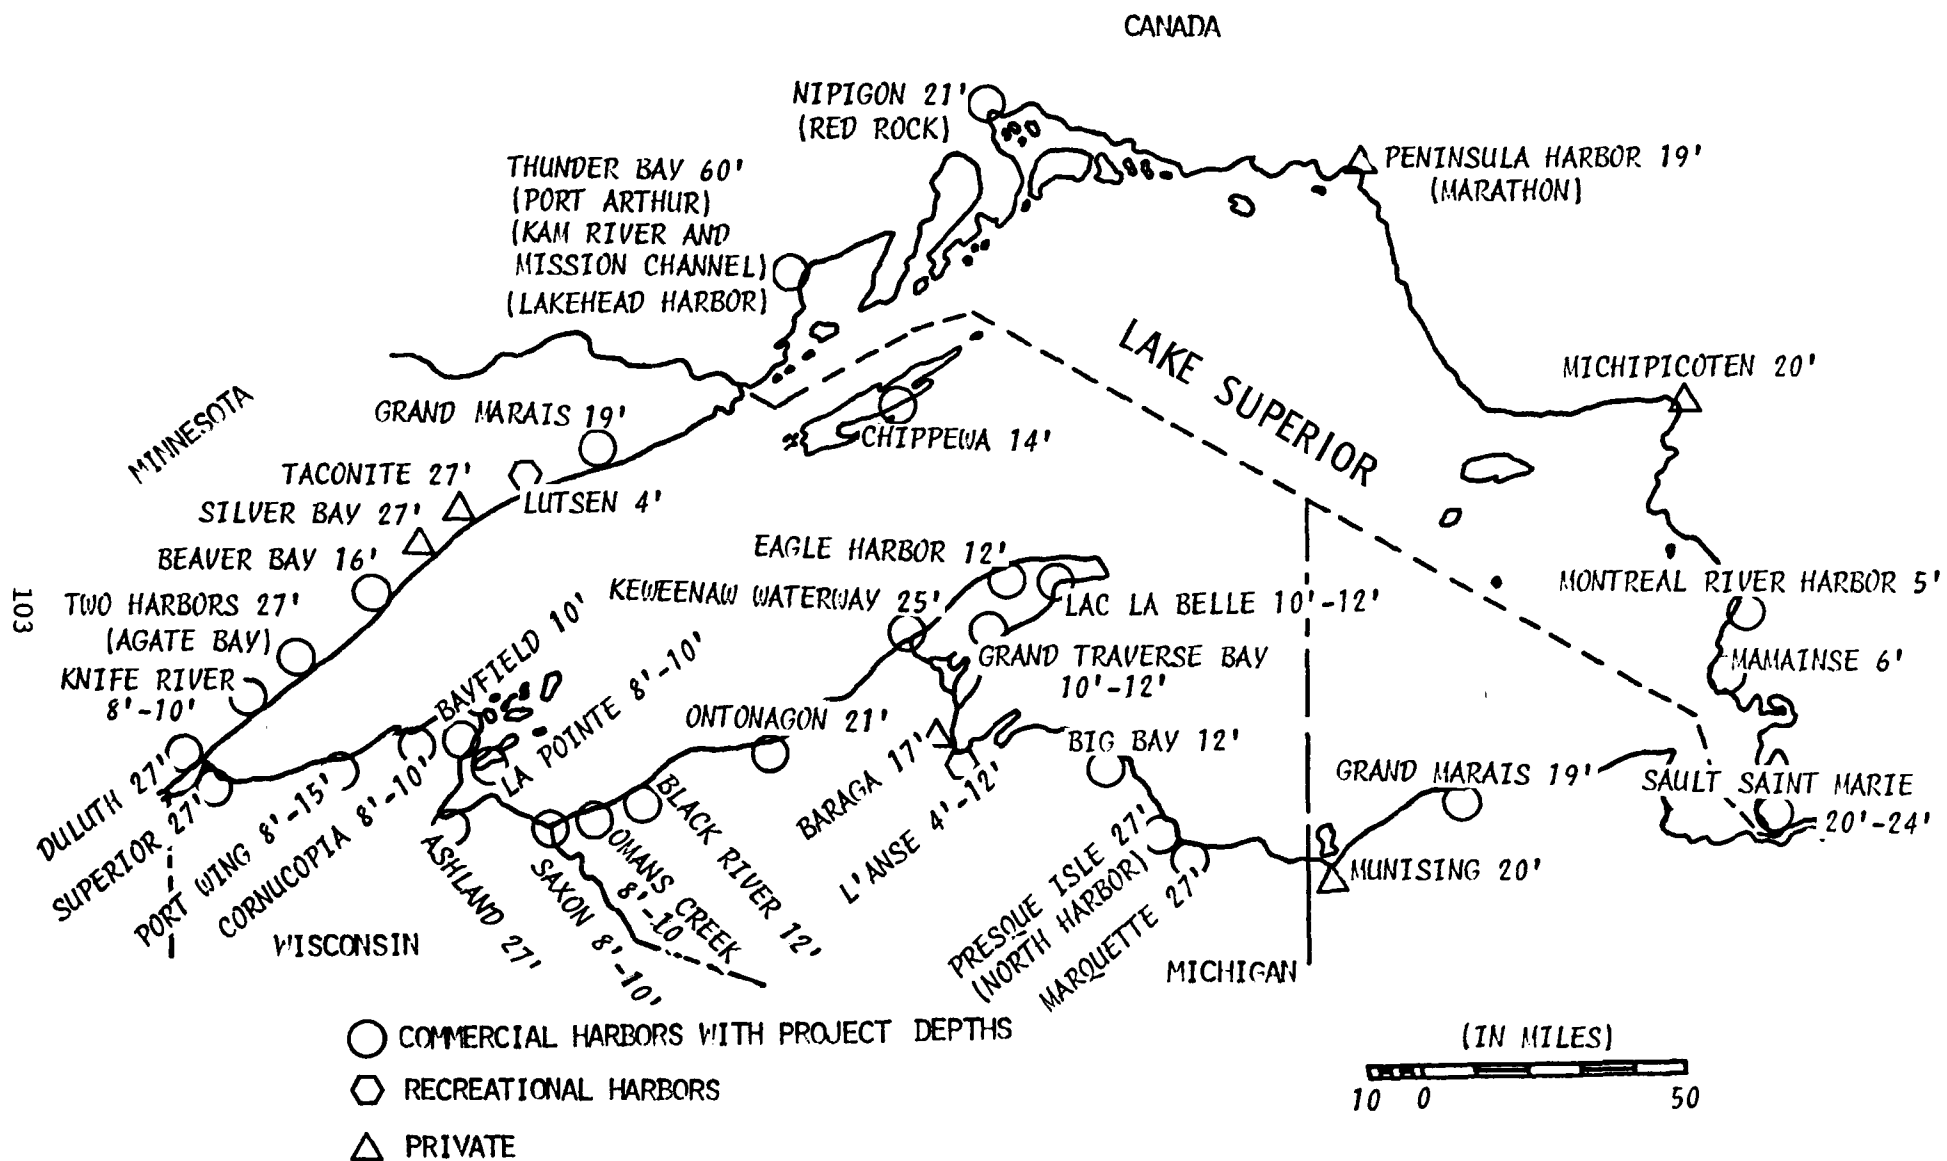 CANADA
NIPIGON 21'
(RED ROCK)
THUNDER BAY 60'
(PORT ARTHUR)
(KAM RIVER AND
MISSION CHANNEL)
(LAKEHEAD HARBOR)
PENINSULA HARBOR 19'
(MARATHON)
LAKE SUPERIOR
MICHIPICOTEN 20'
MINNESOTA
GRAND MARAIS 19'
CHIPPEWA 14'
TACONITE 27'
LUTSEN 4'
SILVER BAY 27'
BEAVER BAY 16'
EAGLE HARBOR 12'
KEWEENAW WATERWAY 25'
LAC LA BELLE 10'-12'
MONTREAL RIVER HARBOR 5'
TWO HARBORS 27'
(AGATE BAY)
KNIFE RIVER
8'-10'
GRAND TRAVERSE BAY
10'-12'
MAMAINSE 6'
BAYFIELD 10'
LA POINTE 8'-10'
ONTONAGON 21'
BIG BAY 12'
GRAND MARAIS 19'
SAULT SAINT MARIE
20'-24'
DULUTH 27'
SUPERIOR 27'
PORT WING 8'-15'
CORNUCOPIA 8'-10'
ASHLAND 27'
SAXON 8'-10'
OMANS CREEK
8'-10
BLACK RIVER 12'
BARAGA 17'
L'ANSE 4'-12'
PRESQUE ISLE 27'
(NORTH HARBOR)
MARQUETTE 27'
MUNISING 20'
WISCONSIN
MICHIGAN
COMMERCIAL HARBORS WITH PROJECT DEPTHS
RECREATIONAL HARBORS
PRIVATE
(IN MILES)
10 0 50
103